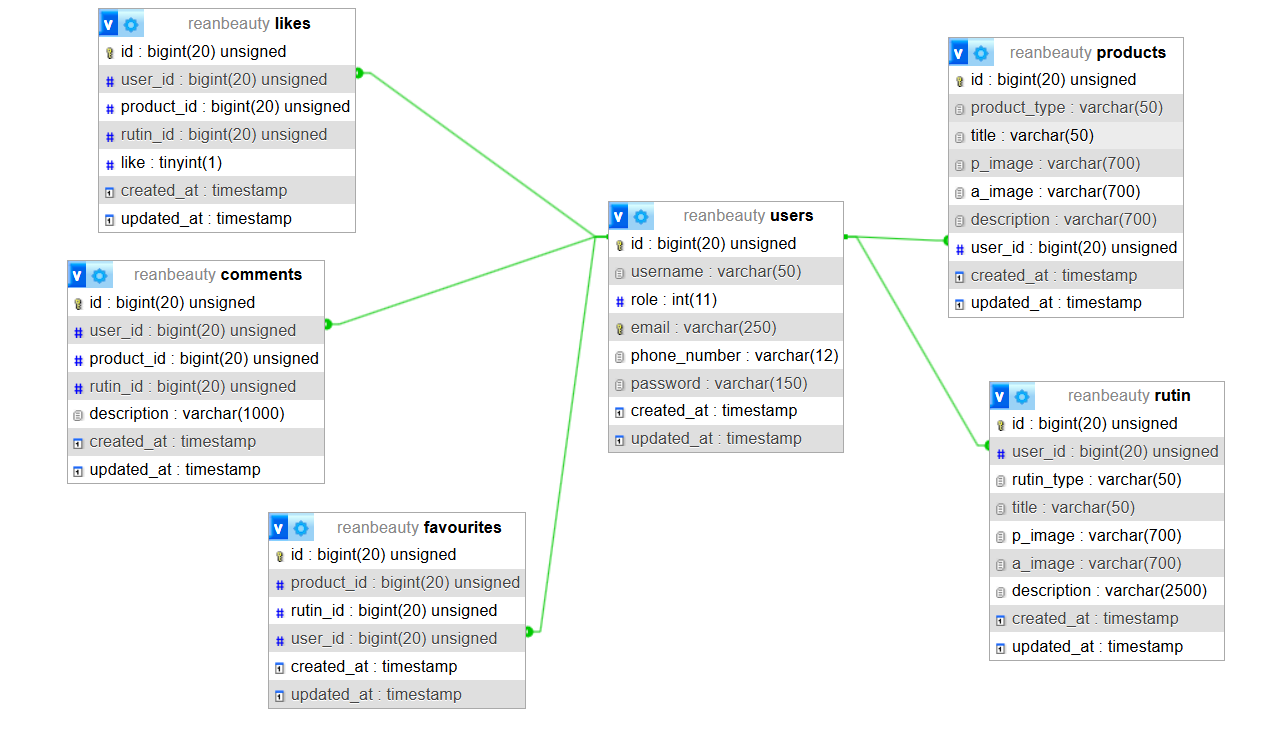 v reanbeauty likes
id : bigint(20) unsigned
# user_id : bigint(20) unsigned
# product_id : bigint(20) unsigned
# rutin_id : bigint(20) unsigned
# like : tinyint(1)
created_at : timestamp
updated_at : timestamp
v reanbeauty comments
id : bigint(20) unsigned
# user_id : bigint(20) unsigned
# product_id : bigint(20) unsigned
# rutin_id : bigint(20) unsigned
description : varchar(1000)
created_at : timestamp
updated_at : timestamp
v reanbeauty favourites
id : bigint(20) unsigned
# product_id : bigint(20) unsigned
# rutin_id : bigint(20) unsigned
# user_id : bigint(20) unsigned
created_at : timestamp
updated_at : timestamp
v reanbeauty users
id : bigint(20) unsigned
username : varchar(50)
# role : int(11)
email : varchar(250)
phone_number : varchar(12)
password : varchar(150)
created_at : timestamp
updated_at : timestamp
v reanbeauty products
id : bigint(20) unsigned
product_type : varchar(50)
title : varchar(50)
p_image : varchar(700)
a_image : varchar(700)
description : varchar(700)
# user_id : bigint(20) unsigned
created_at : timestamp
updated_at : timestamp
v reanbeauty rutin
id : bigint(20) unsigned
# user_id : bigint(20) unsigned
rutin_type : varchar(50)
title : varchar(50)
p_image : varchar(700)
a_image : varchar(700)
description : varchar(2500)
created_at : timestamp
updated_at : timestamp